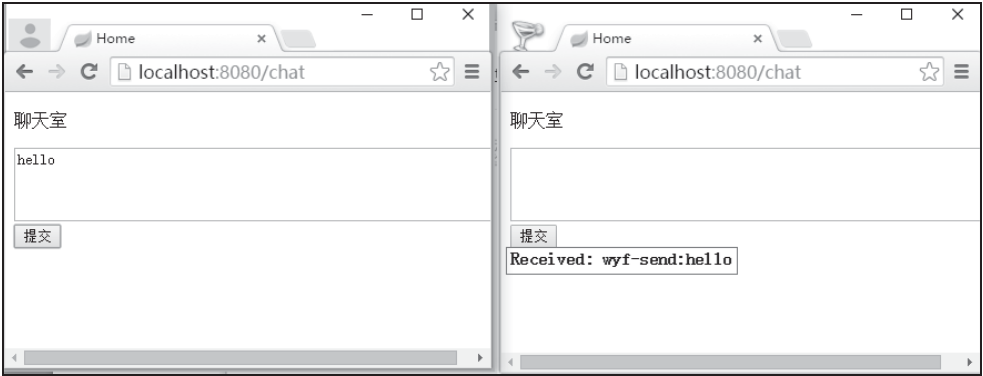 Home
localhost:8080/chat
聊天室
hello
提交
Home
localhost:8080/chat
聊天室
提交
Received: wyf-send:hello